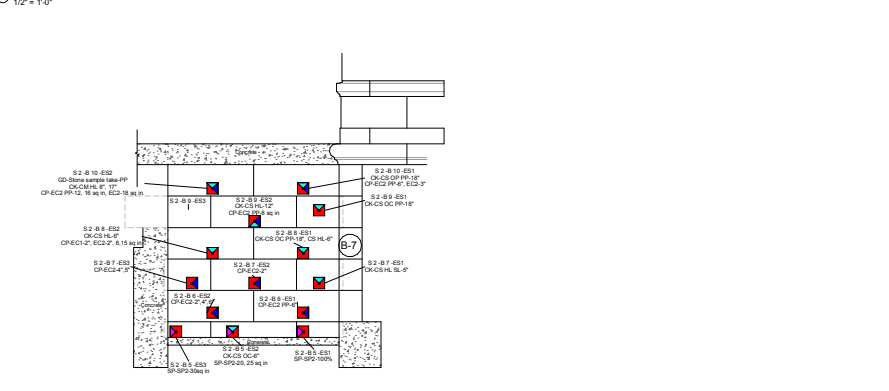 1/2" = 1'-0"
Concrete
S 2 -B 10 -ES2
GD-Stone sample take-PP
CK-CM HL 8", 17"
CP-EC2 PP-12, 16 sq in, EC2-18 sq in
S 2 -B 10 -ES1
CK-CS OP PP-18"
CP-EC2 PP-6", EC2-3"
S 2 -B 9 -ES3
S 2 -B 9 -ES2
CK-CS HL-12"
CP-EC2 PP-8 sq in
S 2 -B 9 -ES1
CK-CS OC PP-18"
S 2 -B 8 -ES2
CK-CS HL-6"
CP-EC1-2", EC2-2", 8,15 sq in
S 2 -B 8 -ES1
CK-CS OC PP-18", CS HL-6"
B-7
S 2 -B 7 -ES3
CP-EC2-4",5"
S 2 -B 7 -ES2
CP-EC2-2"
S 2 -B 7 -ES1
CK-CS HL SL-5"
Concrete
S 2 -B 6 -ES2
CP-EC2-2",4",6"
S 2 -B 6 -ES1
CP-EC2 PP-6"
Concrete
S 2 -B 5 -ES3
SP-SP2-30sq in
S 2 -B 5 -ES2
CK-CS OC-6"
SP-SP2-20, 25 sq in
S 2 -B 5 -ES1
SP-SP2-100%